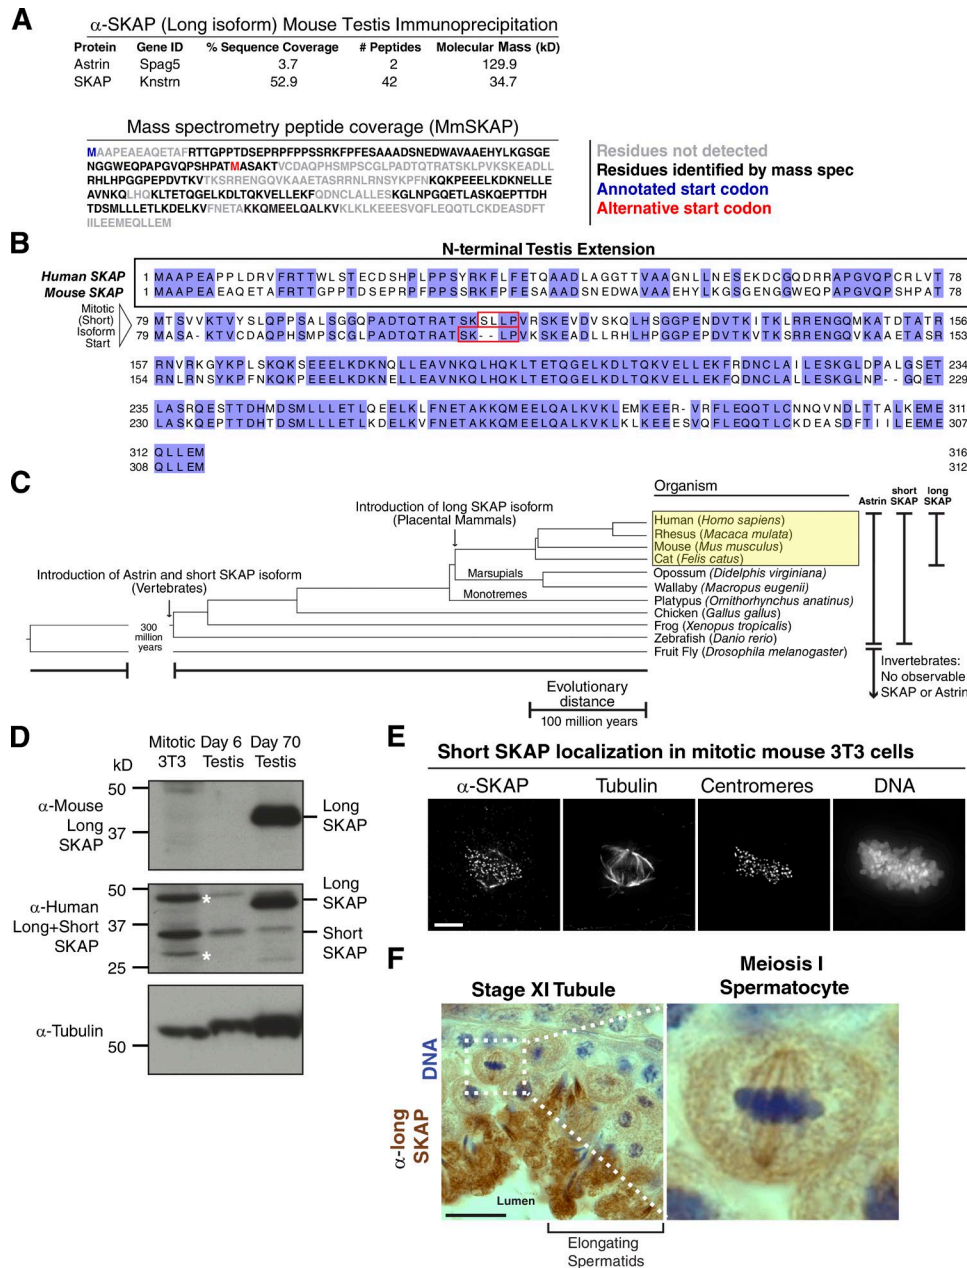 A
α-SKAP (Long isoform) Mouse Testis Immunoprecipitation
Protein Gene ID % Sequence Coverage # Peptides Molecular Mass (kD)
Astrin Spag5 3.7 2 129.9
SKAP Knstrn 52.9 42 34.7
Mass spectrometry peptide coverage (MmSKAP)
MAAPEAEAQETAFRTTGPPTDSEPRPFPPSSRKFPFESAAADSNEDWAVAAEHYLKGSGE
NGGWEQPAPGVQPSHPATMASAKTVCDAQPHSMPSCGLPADTQTRATSKLPVKSKEADLL
RHLHPGGPEPDVTKVTKSRRENGQVKAAETASRRNLRNSYKPFNKQKPEEELKDKNELLE
AVNKQLHQKLTETQGELKDLTQKVELLEKFQDNCLALLESKGLNPGQETLASKQEPTTDH
TDSMLLLETLKDELKVFNETAKKQMEELQALKVKLKLKEEESVQFLEQQTLCKDEASDFT
IILEEMEQLLEM
Residues not detected
Residues identified by mass spec
Annotated start codon
Alternative start codon
B
N-terminal Testis Extension
Human SKAP 1 MAAPEAPPLDRVFRTTWLSTECDSHPLPPSYRKFLFETQAADLAGGTTVAAGNLLNESEKDCGQDRRAPGVQPCRLVT 78
Mouse SKAP 1 MAAPEAEAQETAFRTTGPPTDSEPRPFPPSSRKFPFESAAADSNEDWAVAAEHYLKGSGENGGWEQPAPGVQPSHPAT 78
Mitotic (Short) Isoform Start
79 MTSVVKTVYSLQPPSALSGGQPADTQTRATSKSLLPVRSKEVDVSKQLHSGGPENDVTKITKLRRENGQMKATDTATR 156
79 MASA-KTVCDAQPHSMPSCGLPADTQTRATSK--LPVKSKEADLLRHLHPGGPEPDVTKVTKSRRENGQVKAAETASR 153
157 RNVRKGYKPLSKQKSEEELKDKNQLLEAVNKQLHQKLTETQGELKDLTQKVELLEKFRDNCLAILESKGLDPALGSET 234
154 RNLRNSYKPFNKQKPEEELKDKNELLEAVNKQLHQKLTETQGELKDLTQKVELLEKFQDNCLALLESKGLNP--GQET 229
235 LASRQESTTDHMDSMLLLETLQEELKLFNETAKKQMEELQALKVKLEMKEER-VRFLEQQTLCNNQVNDLTTALKEME 311
230 LASKQEPTTDHTDSMLLLETLKDELKVFNETAKKQMEELQALKVKLKLKEEESVQFLEQQTLCKDEASDFTIILEEME 307
312 QLLEM 316
308 QLLEM 312
C
Organism
Astrin short SKAP long SKAP
Introduction of long SKAP isoform
(Placental Mammals)
Human (Homo sapiens)
Rhesus (Macaca mulata)
Mouse (Mus musculus)
Cat (Felis catus)
Introduction of Astrin and short SKAP isoform
(Vertebrates)
Marsupials
Opossum (Didelphis virginiana)
Wallaby (Macropus eugenii)
Monotremes
Platypus (Ornithorhynchus anatinus)
Chicken (Gallus gallus)
Frog (Xenopus tropicalis)
Zebrafish (Danio rerio)
Fruit Fly (Drosophila melanogaster)
300
million
years
Invertebrates:
No observable
SKAP or Astrin
Evolutionary
distance
100 million years
D
Mitotic Day 6 Day 70
3T3 Testis Testis
kD
50
37
α-Mouse
Long
SKAP
Long
SKAP
50
37
25
α-Human
Long+Short
SKAP
*
*
Long
SKAP
Short
SKAP
α-Tubulin
50
E
Short SKAP localization in mitotic mouse 3T3 cells
α-SKAP Tubulin Centromeres DNA
F
Stage XI Tubule
Meiosis I
Spermatocyte
DNA
α-long
SKAP
Lumen
Elongating
Spermatids